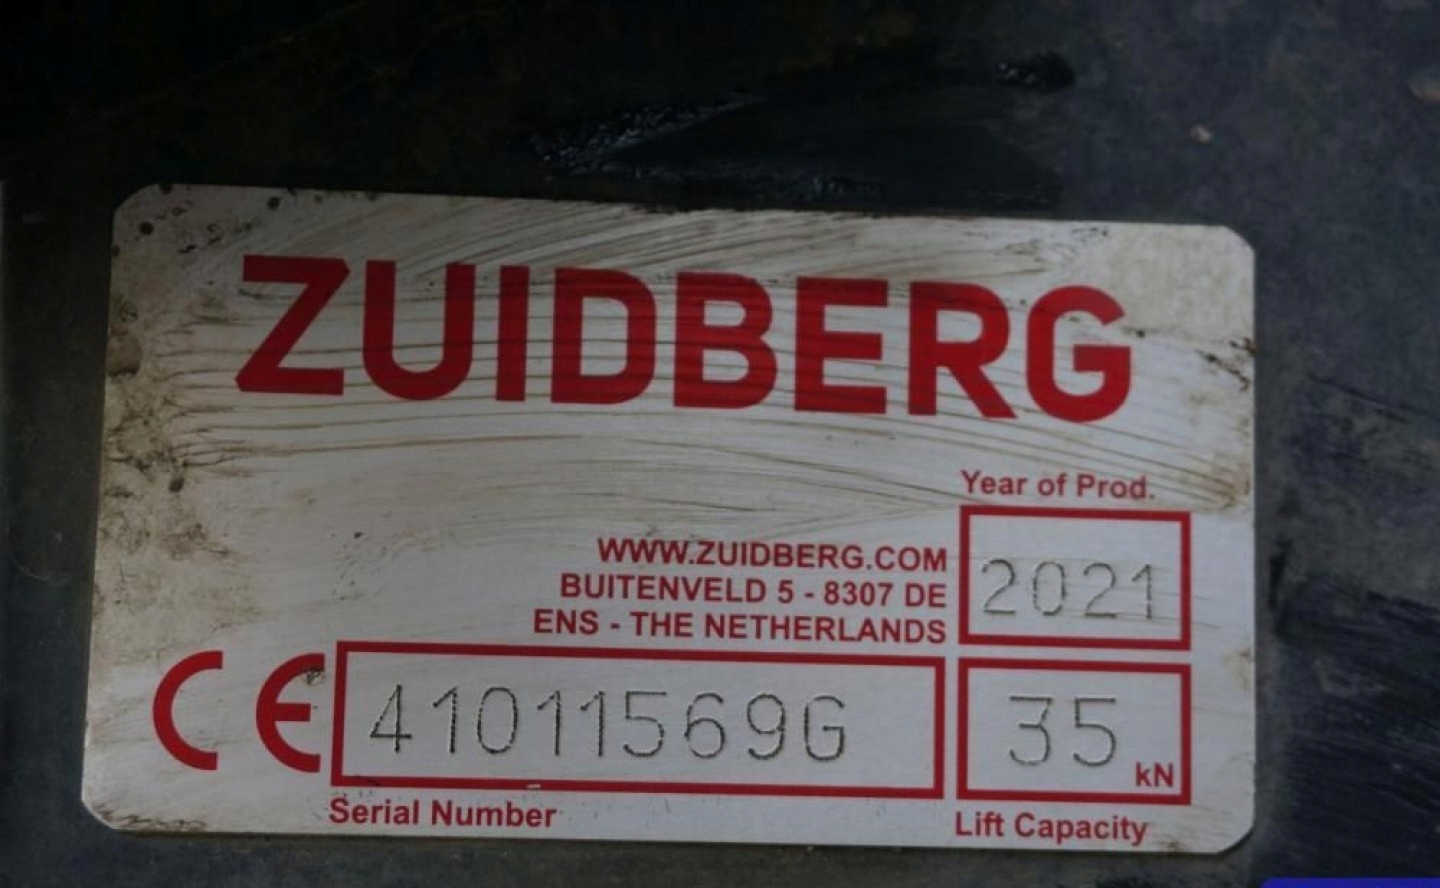 ZUIDBERG
Year of Prod.
WWW.ZUIDBERG.COM
BUITENVELD 5 - 8307 DE
ENS - THE NETHERLANDS
2021
CE
41011569G
35
kN
Serial Number
Lift Capacity